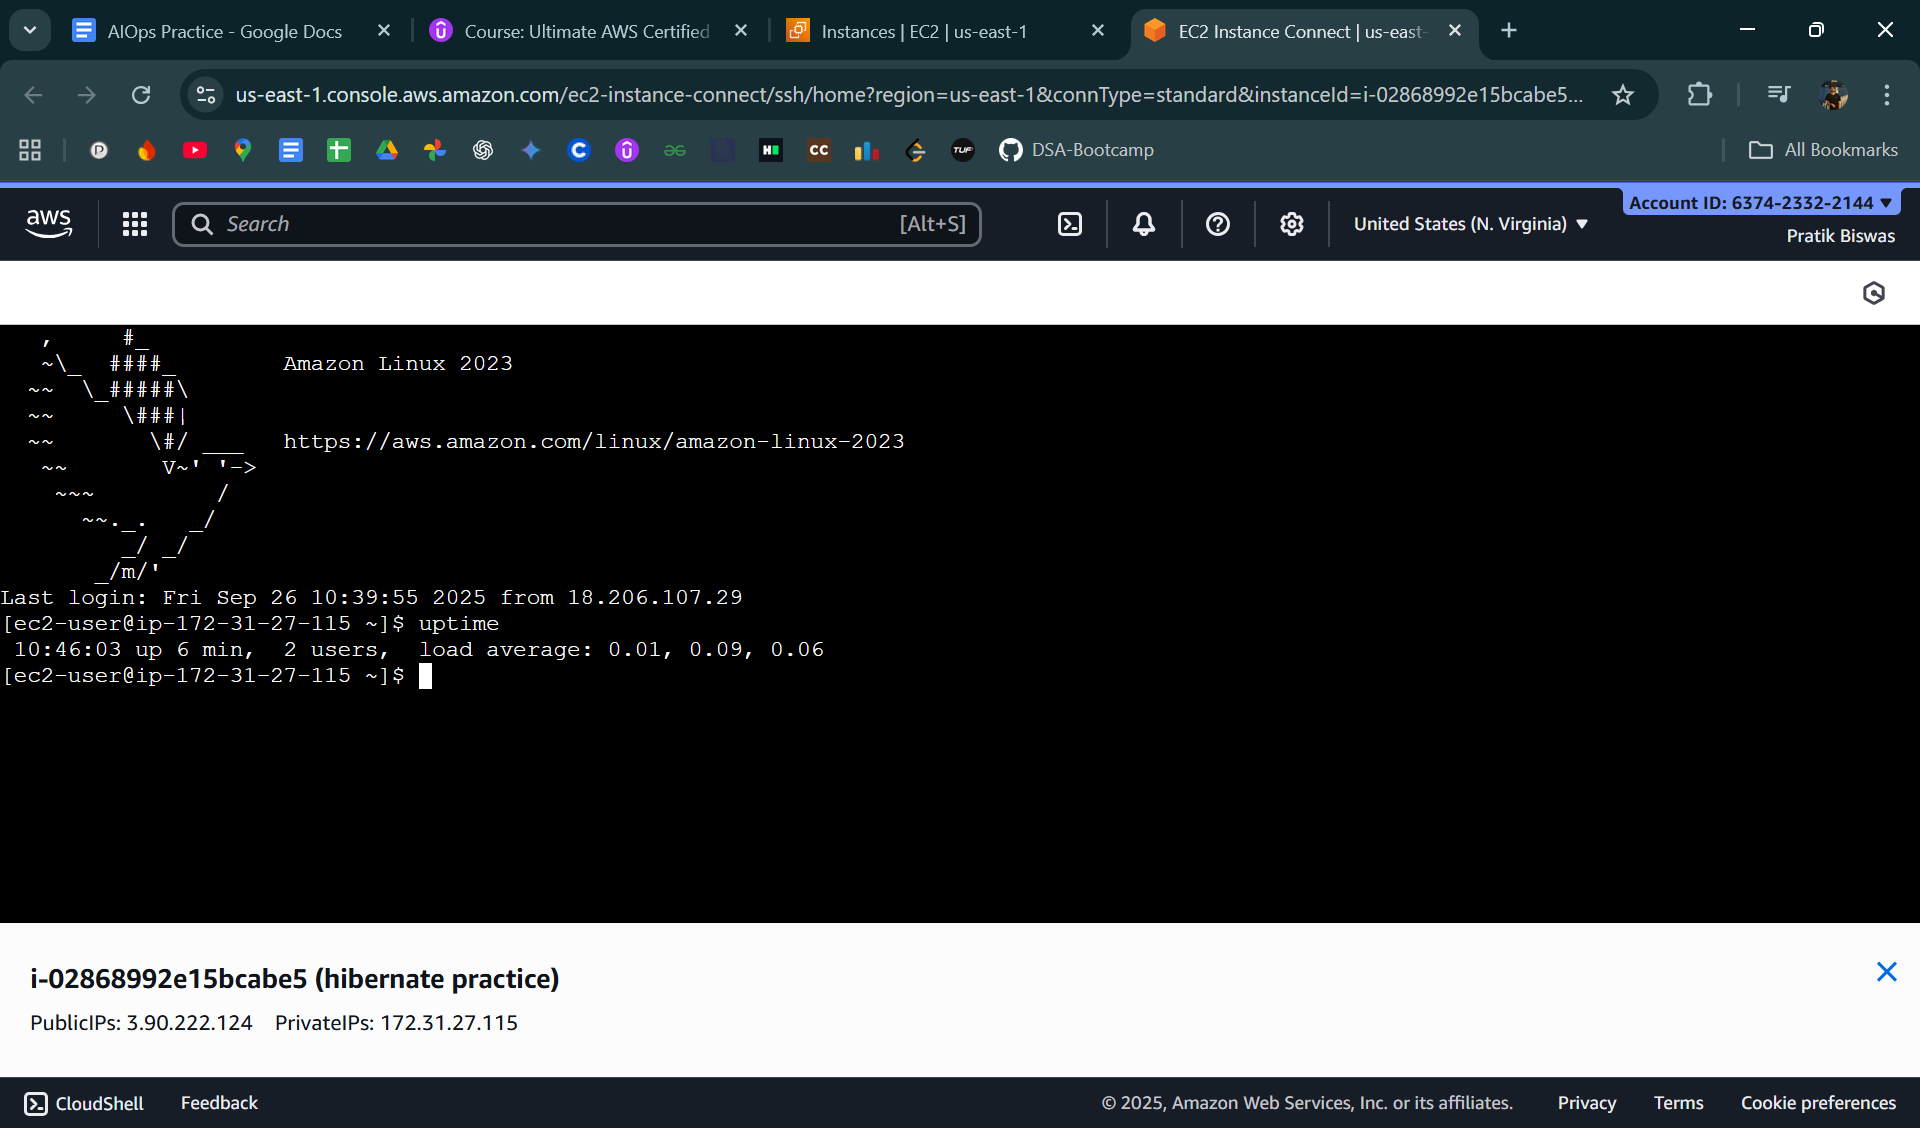 AIOps Practice - Google Docs
Course: Ultimate AWS Certified
Instances | EC2 | us-east-1
EC2 Instance Connect | us-east-
us-east-1.console.aws.amazon.com/ec2-instance-connect/ssh/home?region=us-east-1&connType=standard&instanceId=i-02868992e15bcabe5...
DSA-Bootcamp
All Bookmarks
aws
Search
[Alt+S]
United States (N. Virginia)
Account ID: 6374-2332-2144
Pratik Biswas
   ,     #_
   ~\_  ####_        Amazon Linux 2023
  ~~  \_#####\
  ~~     \###|
  ~~       \#/ ___   https://aws.amazon.com/linux/amazon-linux-2023
   ~~       V~' '->
    ~~~         /
      ~~._.   _/
         _/ _/
       _/m/'
Last login: Fri Sep 26 10:39:55 2025 from 18.206.107.29
[ec2-user@ip-172-31-27-115 ~]$ uptime
 10:46:03 up 6 min,  2 users,  load average: 0.01, 0.09, 0.06
[ec2-user@ip-172-31-27-115 ~]$
i-02868992e15bcabe5 (hibernate practice)
PublicIPs: 3.90.222.124 PrivateIPs: 172.31.27.115
CloudShell
Feedback
© 2025, Amazon Web Services, Inc. or its affiliates.
Privacy
Terms
Cookie preferences